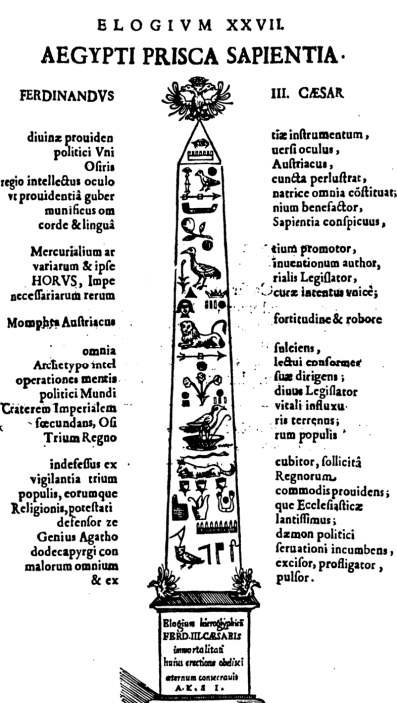 ELOGIVM XXVII.
AEGYPTI PRISCA SAPIENTIA.
FERDINANDVS III. CÆSAR
diuinæ prouiden tiæ inſtrumentum,
politici Vni uerſi oculus,
Oſiris Auſtriacus,
regio intellectus oculo cuncta perluſtrat,
vt prouidentiâ guber natrice omnia cõſtituat;
munificus om nium benefactor,
corde & linguâ Sapientia conſpicuus,
Mercurialium ar tium promotor,
variarum & ipſe inuentionum author,
HORVS, Impe rialis Legiſlator,
neceſſariarum rerum curæ intentus vnicè;
Momphta Auſtriacus fortitudine & robore
omnia fulciens,
Archetypo intel lectui conformes
operationes mentis ſuæ dirigens;
politici Mundi diuus Legiſlator
Craterem Imperialem vitali influxu
fœcundans, Oſi ris terrenus;
Trium Regno rum populis
indefeſſus ex cubitor, ſollicitâ
vigilantia trium Regnorum
populis, eorumque commodis prouidens;
Religionis,poteſtati que Eccleſiaſticæ
defenſor ze lantiſſimus;
Genius Agatho dæmon politici
dodecapyrgi con ſeruationi incumbens,
malorum omnium exciſor, profligator,
& ex pulſor.
Elogium hieroglyphicũ
FERD.III.CÆSARIS
immortalitati
huius erectione obeliſci
æternum conſecrauit
A. K. S I.